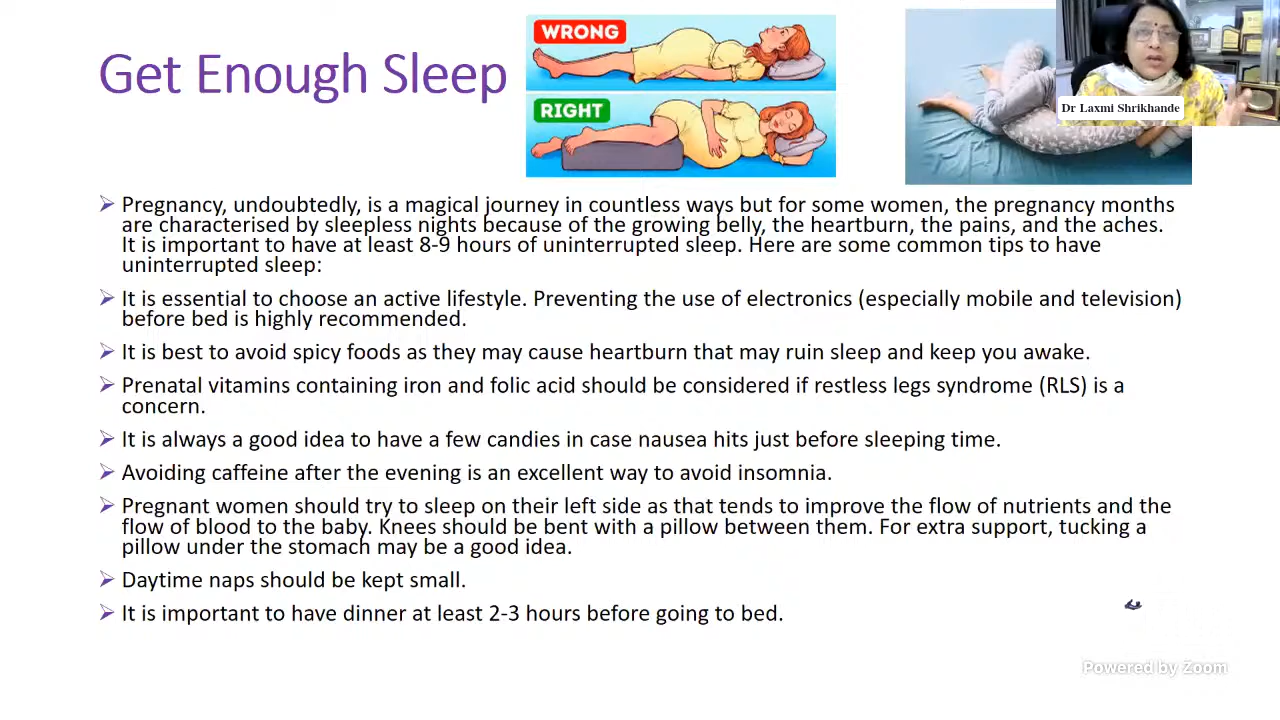 Get Enough Sleep
WRONG
RIGHT
Dr Laxmi Shrikhande
➢ Pregnancy, undoubtedly, is a magical journey in countless ways but for some women, the pregnancy months
are characterised by sleepless nights because of the growing belly, the heartburn, the pains, and the aches.
It is important to have at least 8-9 hours of uninterrupted sleep. Here are some common tips to have
uninterrupted sleep:
➢ It is essential to choose an active lifestyle. Preventing the use of electronics (especially mobile and television)
before bed is highly recommended.
➢ It is best to avoid spicy foods as they may cause heartburn that may ruin sleep and keep you awake.
➢ Prenatal vitamins containing iron and folic acid should be considered if restless legs syndrome (RLS) is a
concern.
➢ It is always a good idea to have a few candies in case nausea hits just before sleeping time.
➢ Avoiding caffeine after the evening is an excellent way to avoid insomnia.
➢ Pregnant women should try to sleep on their left side as that tends to improve the flow of nutrients and the
flow of blood to the baby. Knees should be bent with a pillow between them. For extra support, tucking a
pillow under the stomach may be a good idea.
➢ Daytime naps should be kept small.
➢ It is important to have dinner at least 2-3 hours before going to bed.
Powered by Zoom